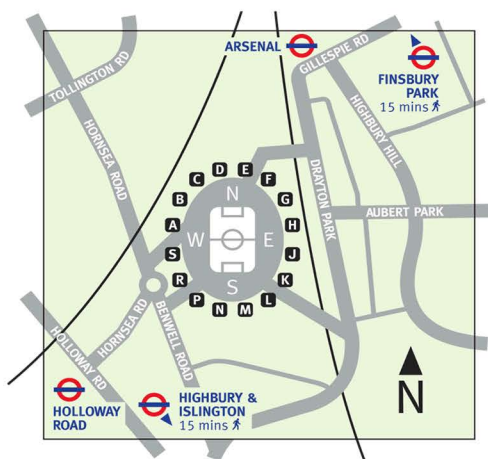 ARSENAL
GILLESPIE RD
FINSBURY
PARK
15 mins
TOLLINGTON RD
HORNSEA ROAD
HIGHBURY HILL
DRAYTON PARK
AUBERT PARK
D
E
C
F
B
G
A
H
S
J
R
K
P
L
N
M
N
W
E
S
HORNSEA RD
BENWELL ROAD
HOLLOWAY RD
HOLLOWAY
ROAD
HIGHBURY &
ISLINGTON
15 mins
N